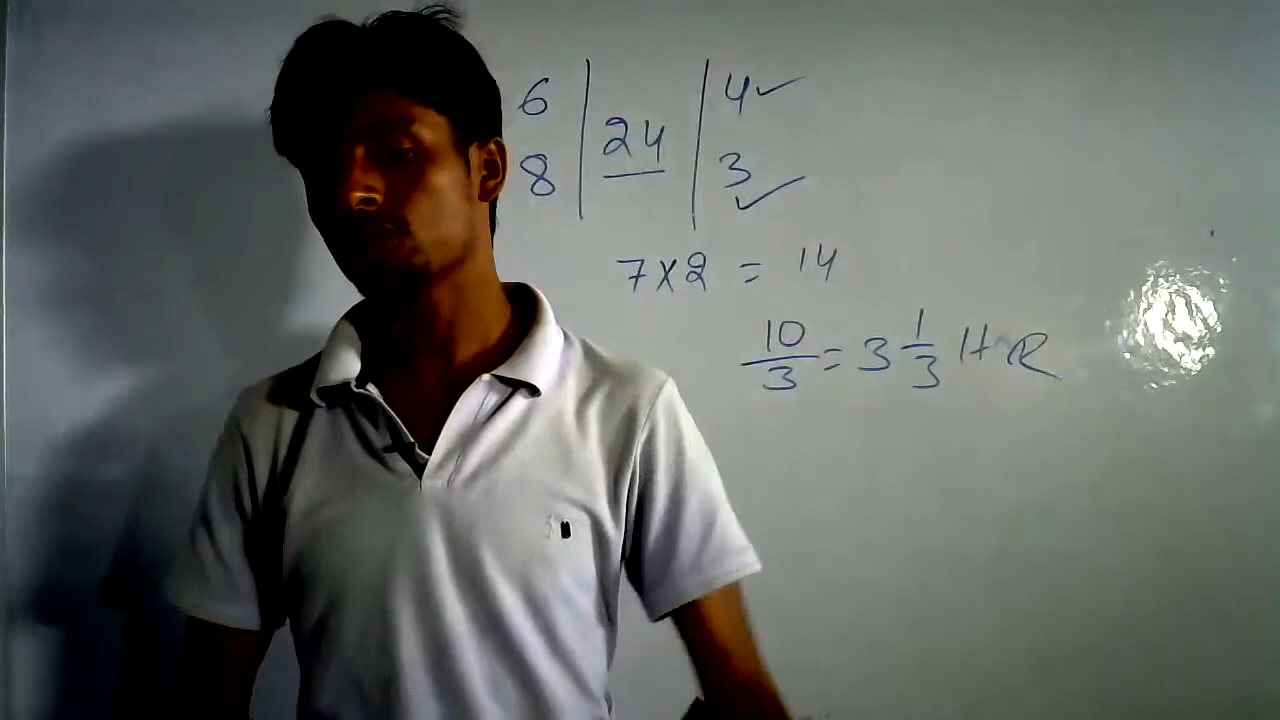 6 | 24 | 4 ✓
8 | 3 ✓
7 x 2 = 14
10/3 = 3 1/3 HR